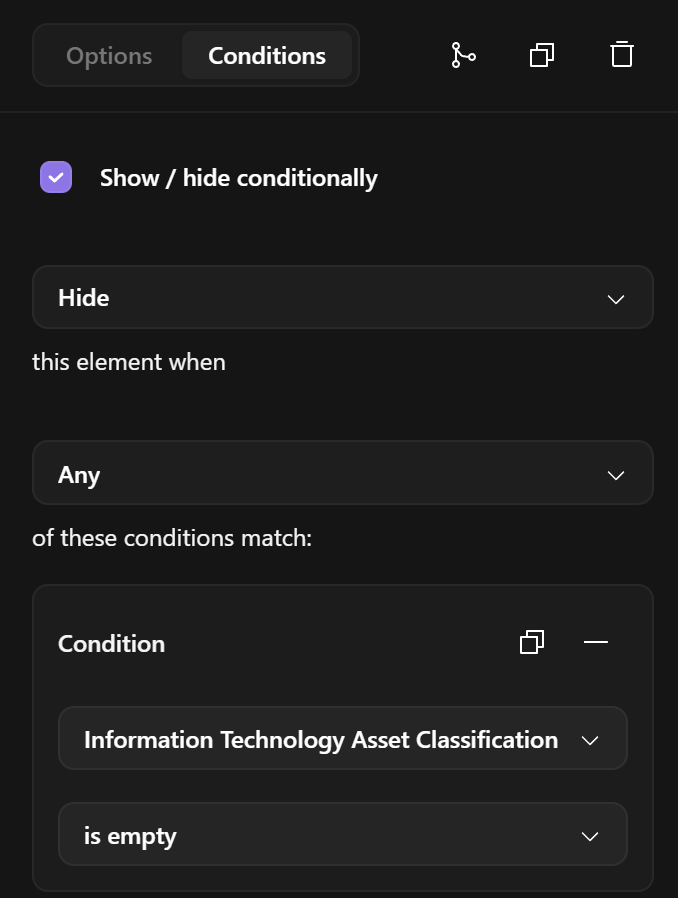 Options Conditions
Show / hide conditionally
Hide
this element when
Any
of these conditions match:
Condition
Information Technology Asset Classification
is empty